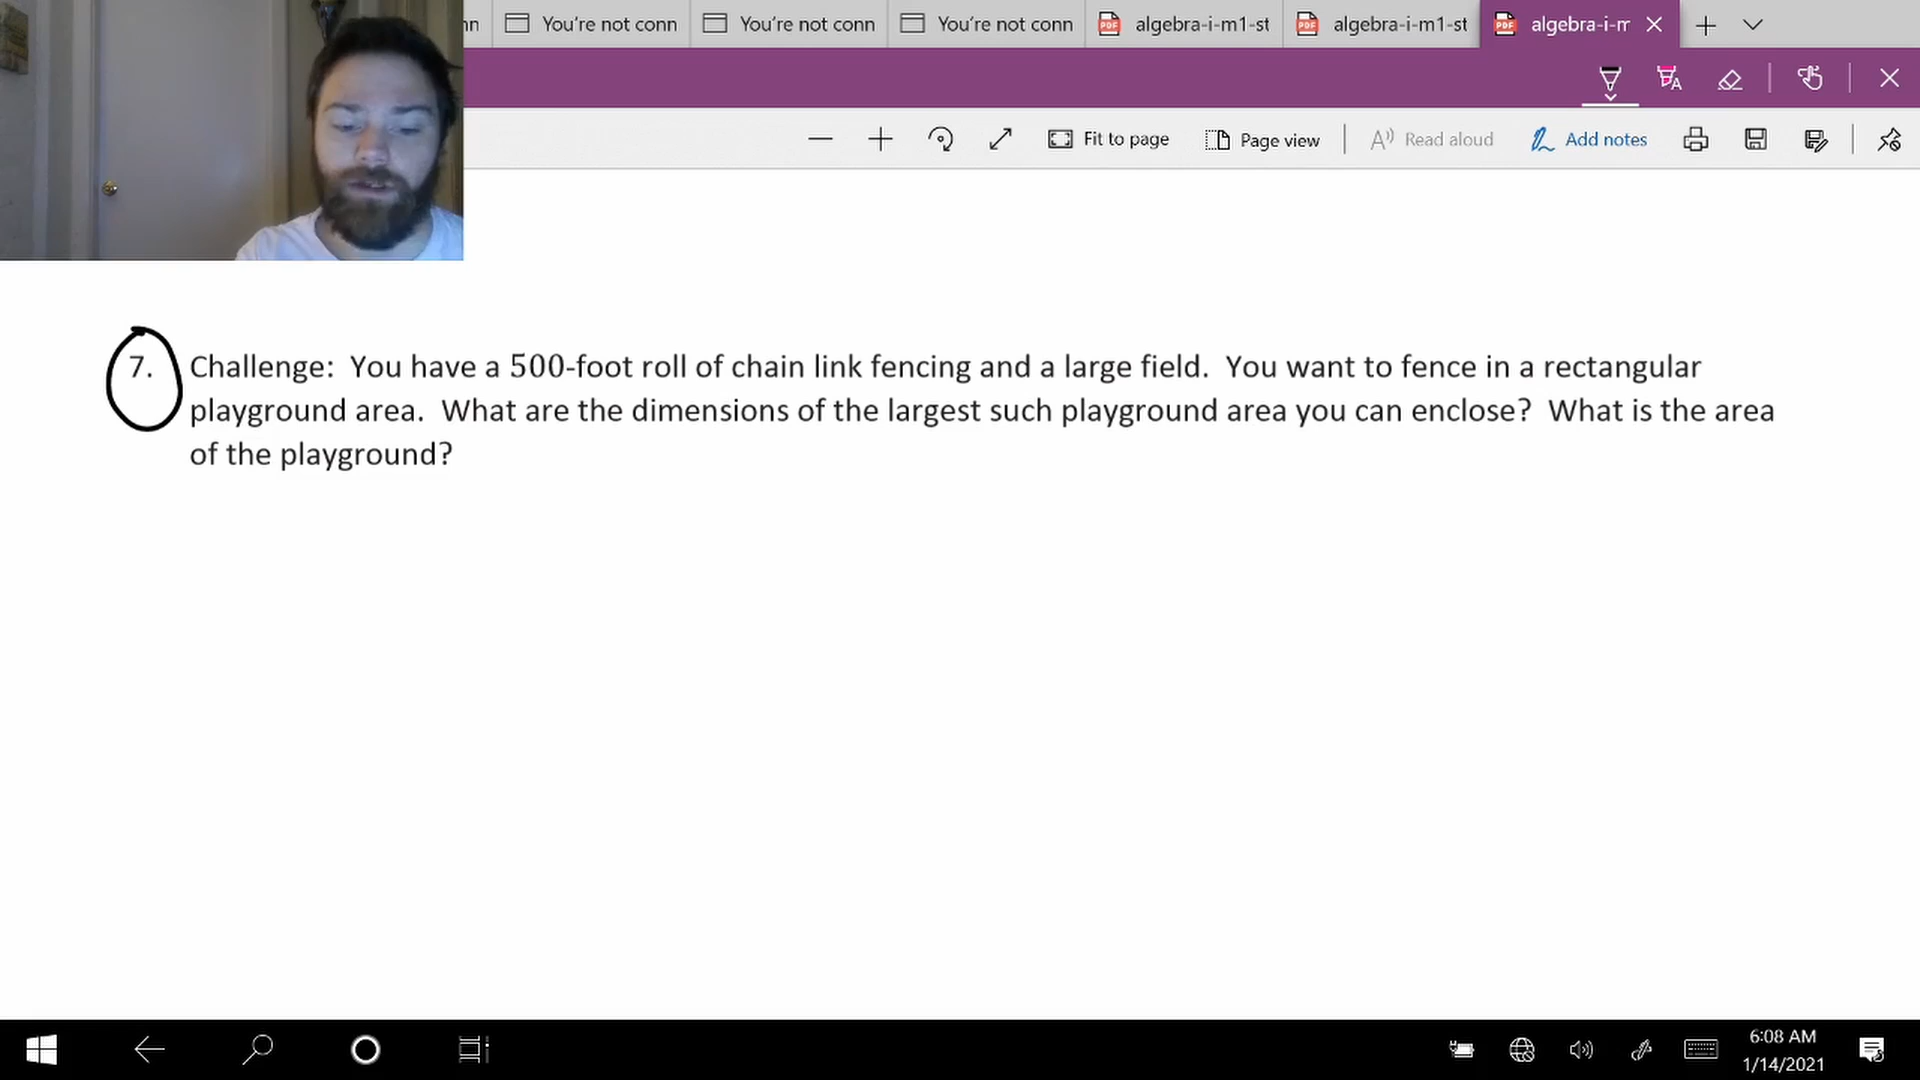 nn
You're not conn
You're not conn
You're not conn
PDF algebra-i-m1-st
PDF algebra-i-m1-st
PDF algebra-i-m
Fit to page
Page view
Read aloud
Add notes
7. Challenge: You have a 500-foot roll of chain link fencing and a large field. You want to fence in a rectangular
playground area. What are the dimensions of the largest such playground area you can enclose? What is the area
of the playground?
6:08 AM
1/14/2021